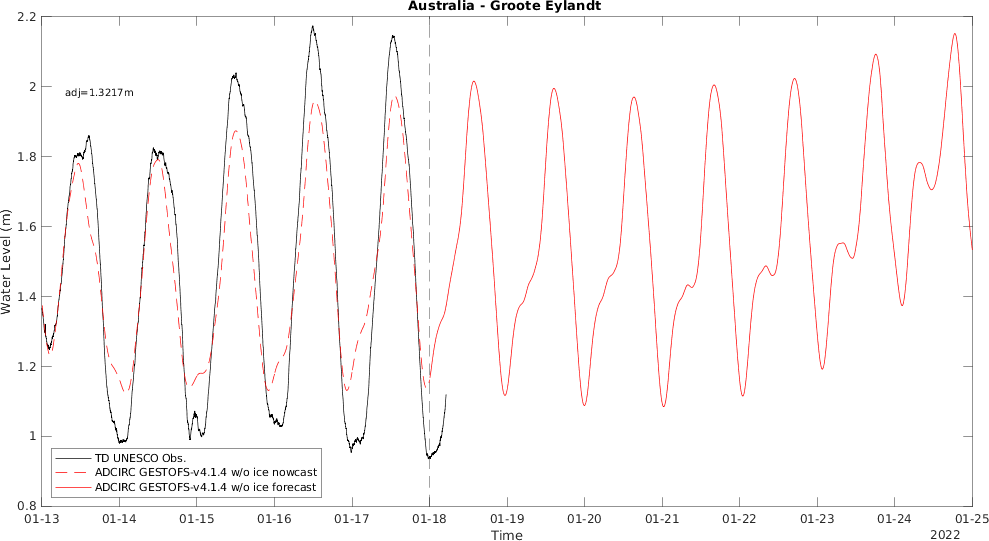 Australia - Groote Eylandt
2.2
2
1.8
1.6
1.4
1.2
1
0.8
Water Level (m)
adj=1.3217m
TD UNESCO Obs.
ADCIRC GESTOFS-v4.1.4 w/o ice nowcast
ADCIRC GESTOFS-v4.1.4 w/o ice forecast
01-13 01-14 01-15 01-16 01-17 01-18 01-19 01-20 01-21 01-22 01-23 01-24 01-25
Time
2022